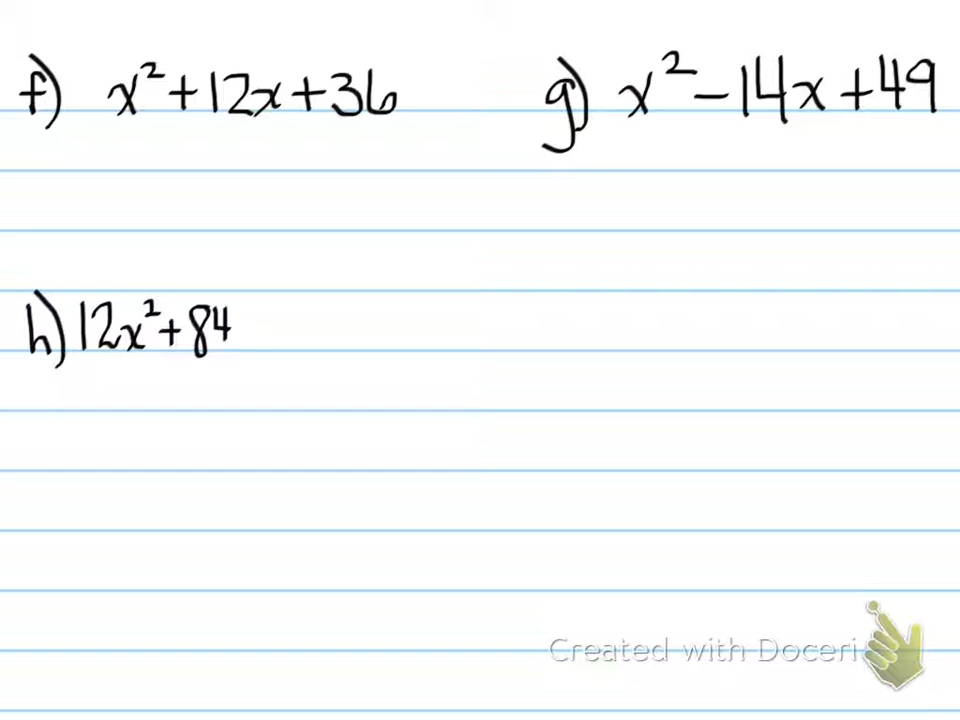 f) x² + 12x + 36
g) x² - 14x + 49
h) 12x² + 84
Created with Doceri